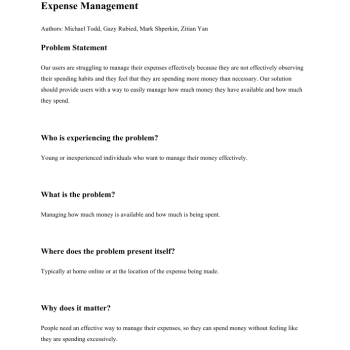 Expense Management
Authors: Michael Todd, Gazy Rubied, Mark Shperkin, Zitian Yan
Problem Statement
Our users are struggling to manage their expenses effectively because they are not effectively observing
their spending habits and they feel that they are spending more money than necessary. Our solution
should provide users with a way to easily manage how much money they have available and how much
they spend.
Who is experiencing the problem?
Young or inexperienced individuals who want to manage their money effectively.
What is the problem?
Managing how much money is available and how much is being spent.
Where does the problem present itself?
Typically at home online or at the location of the expense being made.
Why does it matter?
People need an effective way to manage their expenses, so they can spend money without feeling like
they are spending excessively.